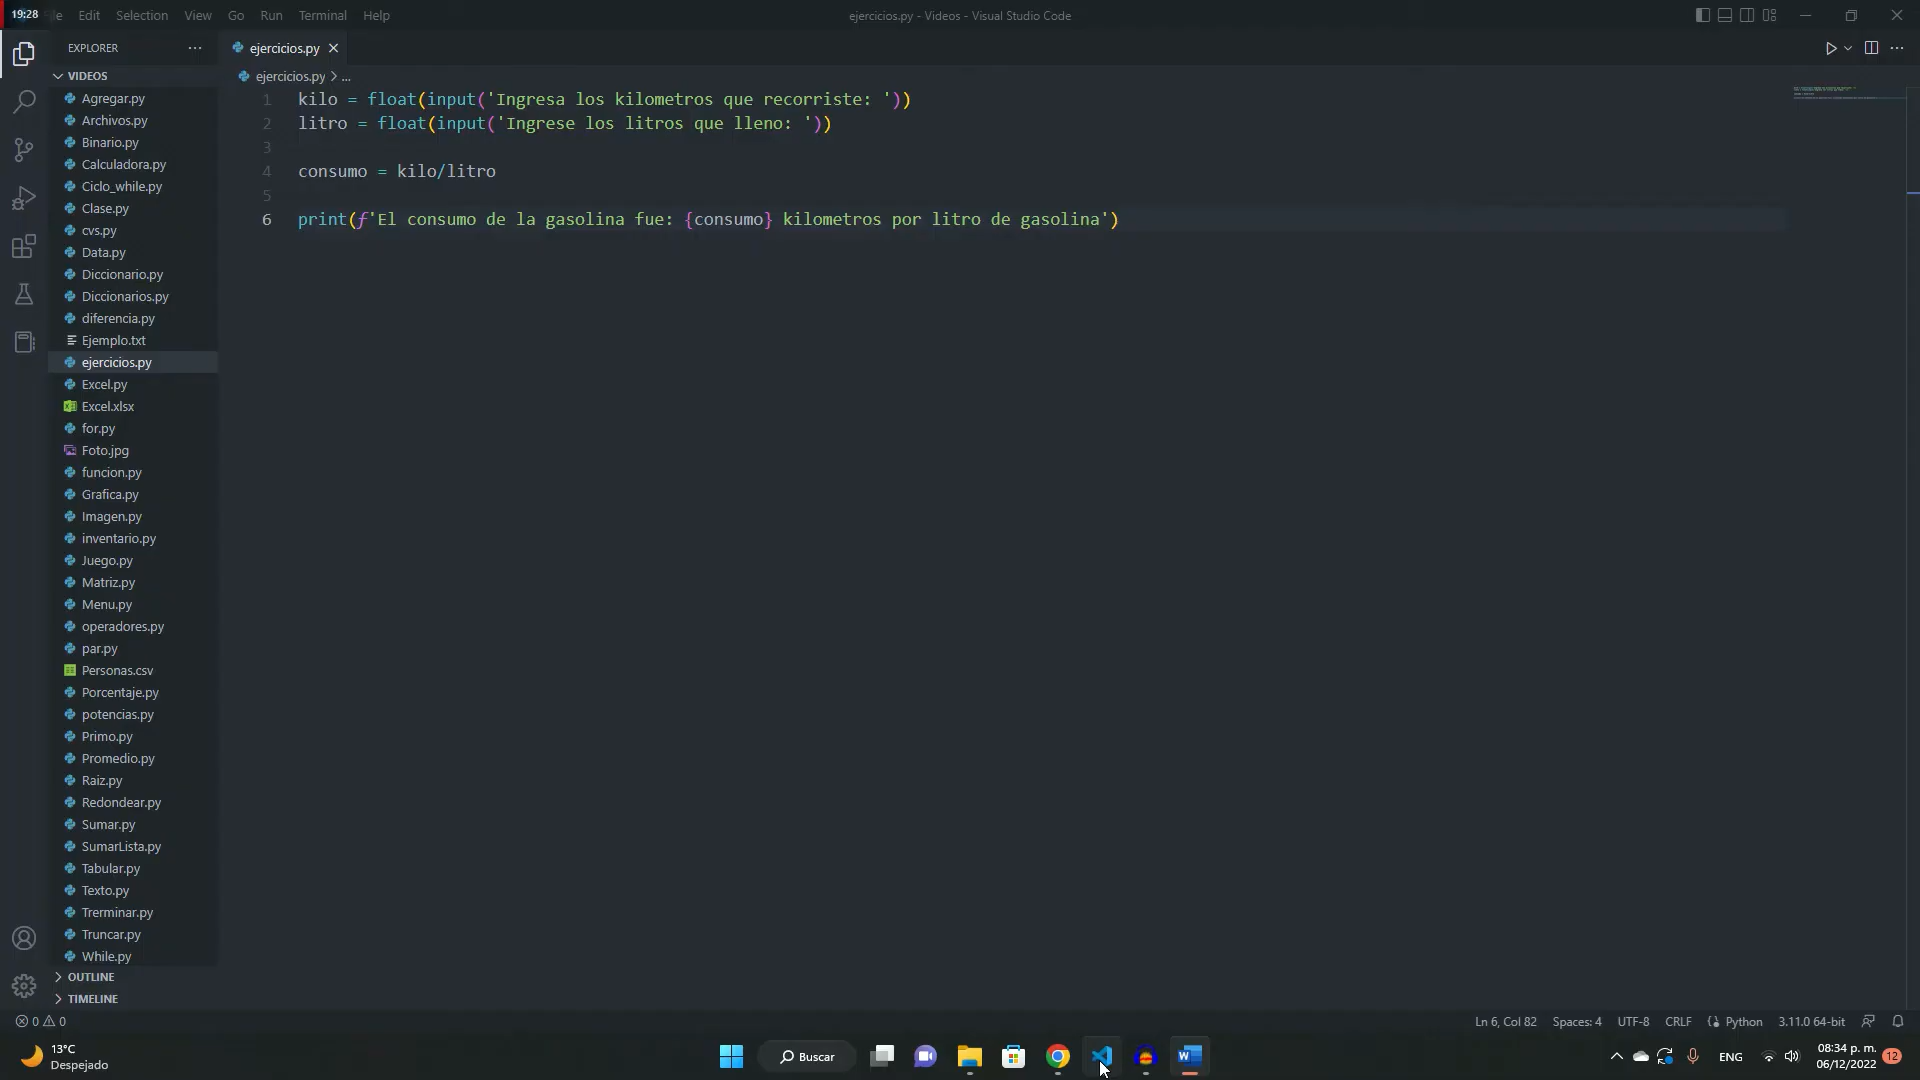 19:28
Edit Selection View Go Run Terminal Help
ejercicios.py - Videos - Visual Studio Code
EXPLORER
ejercicios.py
VIDEOS
ejercicios.py > ...
Agregar.py
Archivos.py
Binario.py
Calculadora.py
Ciclo_while.py
Clase.py
cvs.py
Data.py
Diccionario.py
Diccionarios.py
diferencia.py
Ejemplo.txt
ejercicios.py
Excel.py
Excel.xlsx
for.py
Foto.jpg
funcion.py
Grafica.py
Imagen.py
inventario.py
Juego.py
Matriz.py
Menu.py
operadores.py
par.py
Personas.csv
Porcentaje.py
potencias.py
Primo.py
Promedio.py
Raiz.py
Redondear.py
Sumar.py
SumarLista.py
Tabular.py
Texto.py
Trerminar.py
Truncar.py
While.py
OUTLINE
TIMELINE
1 kilo = float(input('Ingresa los kilometros que recorriste: '))
2 litro = float(input('Ingrese los litros que lleno: '))
3
4 consumo = kilo/litro
5
6 print(f'El consumo de la gasolina fue: {consumo} kilometros por litro de gasolina')
0 0
Ln 6, Col 82 Spaces: 4 UTF-8 CRLF Python 3.11.0 64-bit
13°C
Despejado
Buscar
ENG
08:34 p. m.
06/12/2022
12